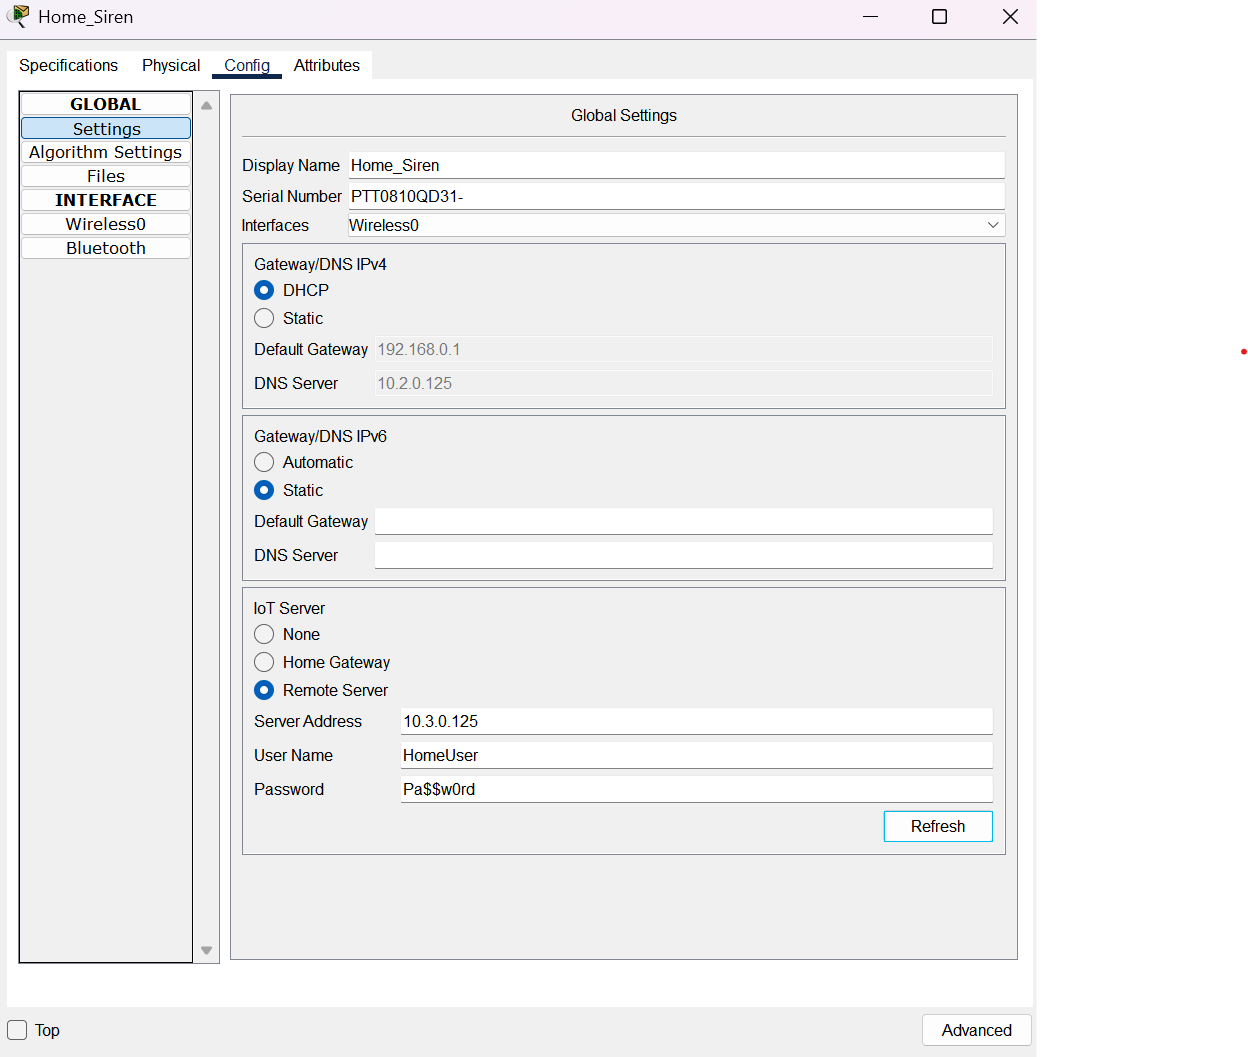 Home_Siren
Specifications Physical Config Attributes
GLOBAL
Settings
Algorithm Settings
Files
INTERFACE
Wireless0
Bluetooth
Global Settings
Display Name Home_Siren
Serial Number PTT0810QD31-
Interfaces Wireless0
Gateway/DNS IPv4
DHCP
Static
Default Gateway 192.168.0.1
DNS Server 10.2.0.125
Gateway/DNS IPv6
Automatic
Static
Default Gateway
DNS Server
IoT Server
None
Home Gateway
Remote Server
Server Address 10.3.0.125
User Name HomeUser
Password Pa$$w0rd
Refresh
Top
Advanced